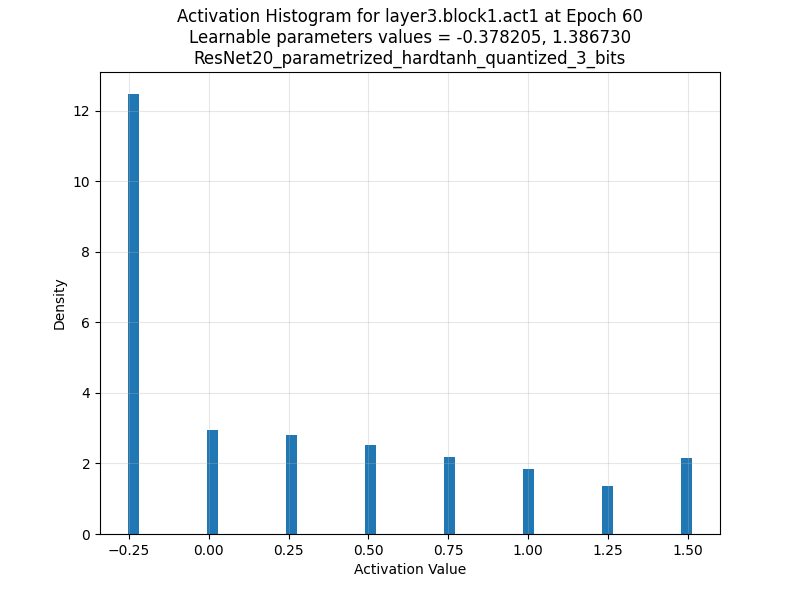 Activation Histogram for layer3.block1.act1 at Epoch 60
Learnable parameters values = -0.378205, 1.386730
ResNet20_parametrized_hardtanh_quantized_3_bits
12
10
8
6
4
2
0
Density
−0.25 0.00 0.25 0.50 0.75 1.00 1.25 1.50
Activation Value